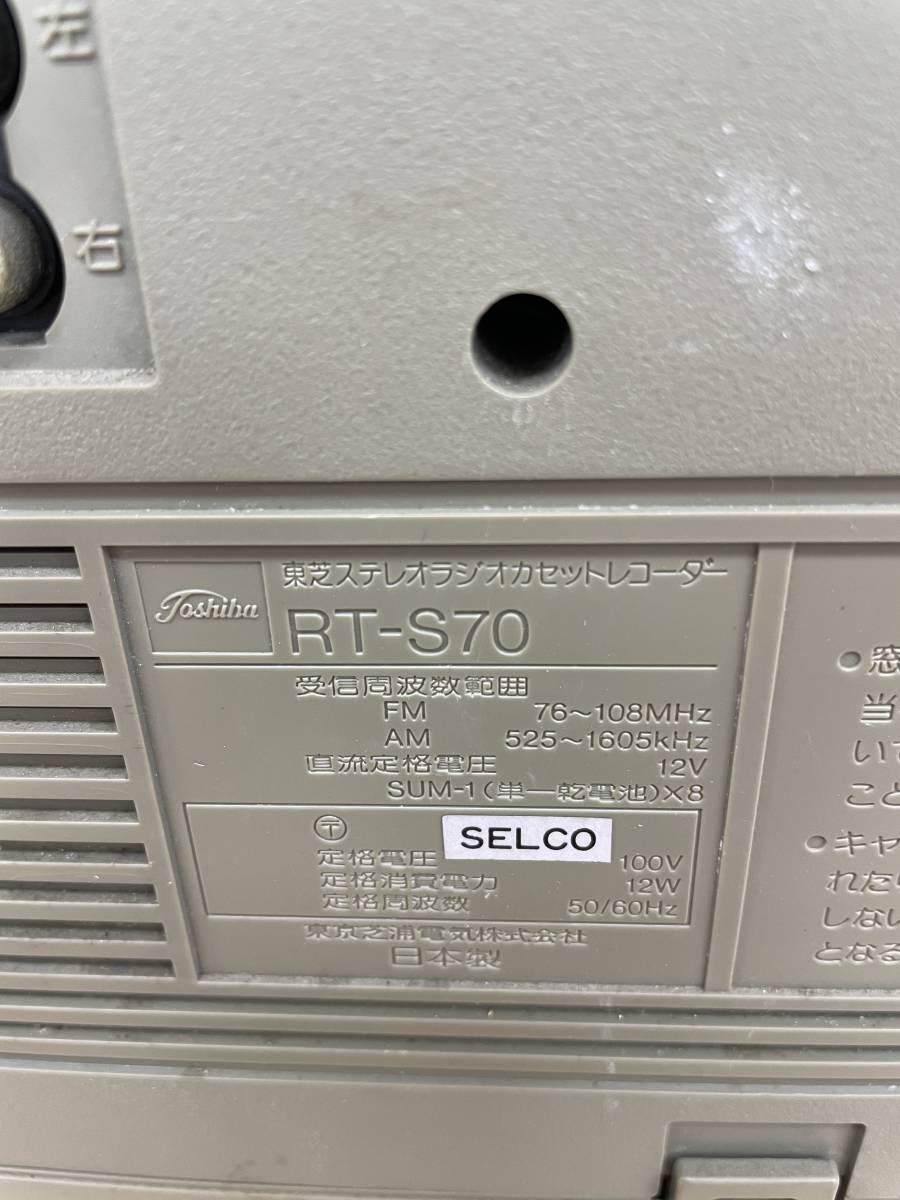 左
右
Toshiba
東芝ステレオラジオカセットレコーダー
RT-S70
受信周波数範囲
FM 76~108MHz
AM 525~1605kHz
直流定格電圧 12V
SUM-1(単一乾電池)×8
〶
SELCO
定格電圧 100V
定格消費電力 12W
定格周波数 50/60Hz
東京芝浦電気株式会社
日本製
●窓
当
いて
こと
●キャ
れたり
しない
となる